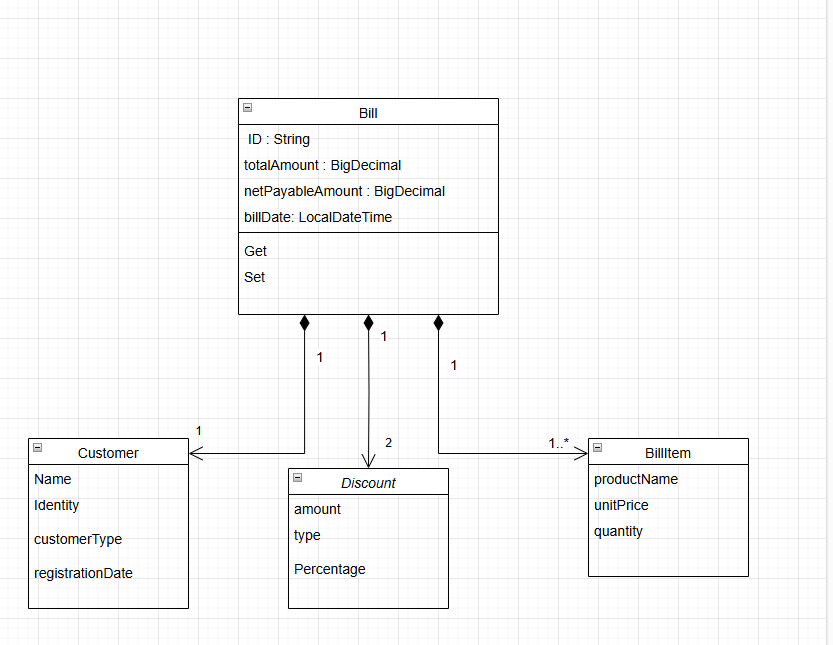 Bill
ID : String
totalAmount : BigDecimal
netPayableAmount : BigDecimal
billDate: LocalDateTime
Get
Set
1
1
1
1
2
1..*
Customer
Name
Identity
customerType
registrationDate
Discount
amount
type
Percentage
BillItem
productName
unitPrice
quantity